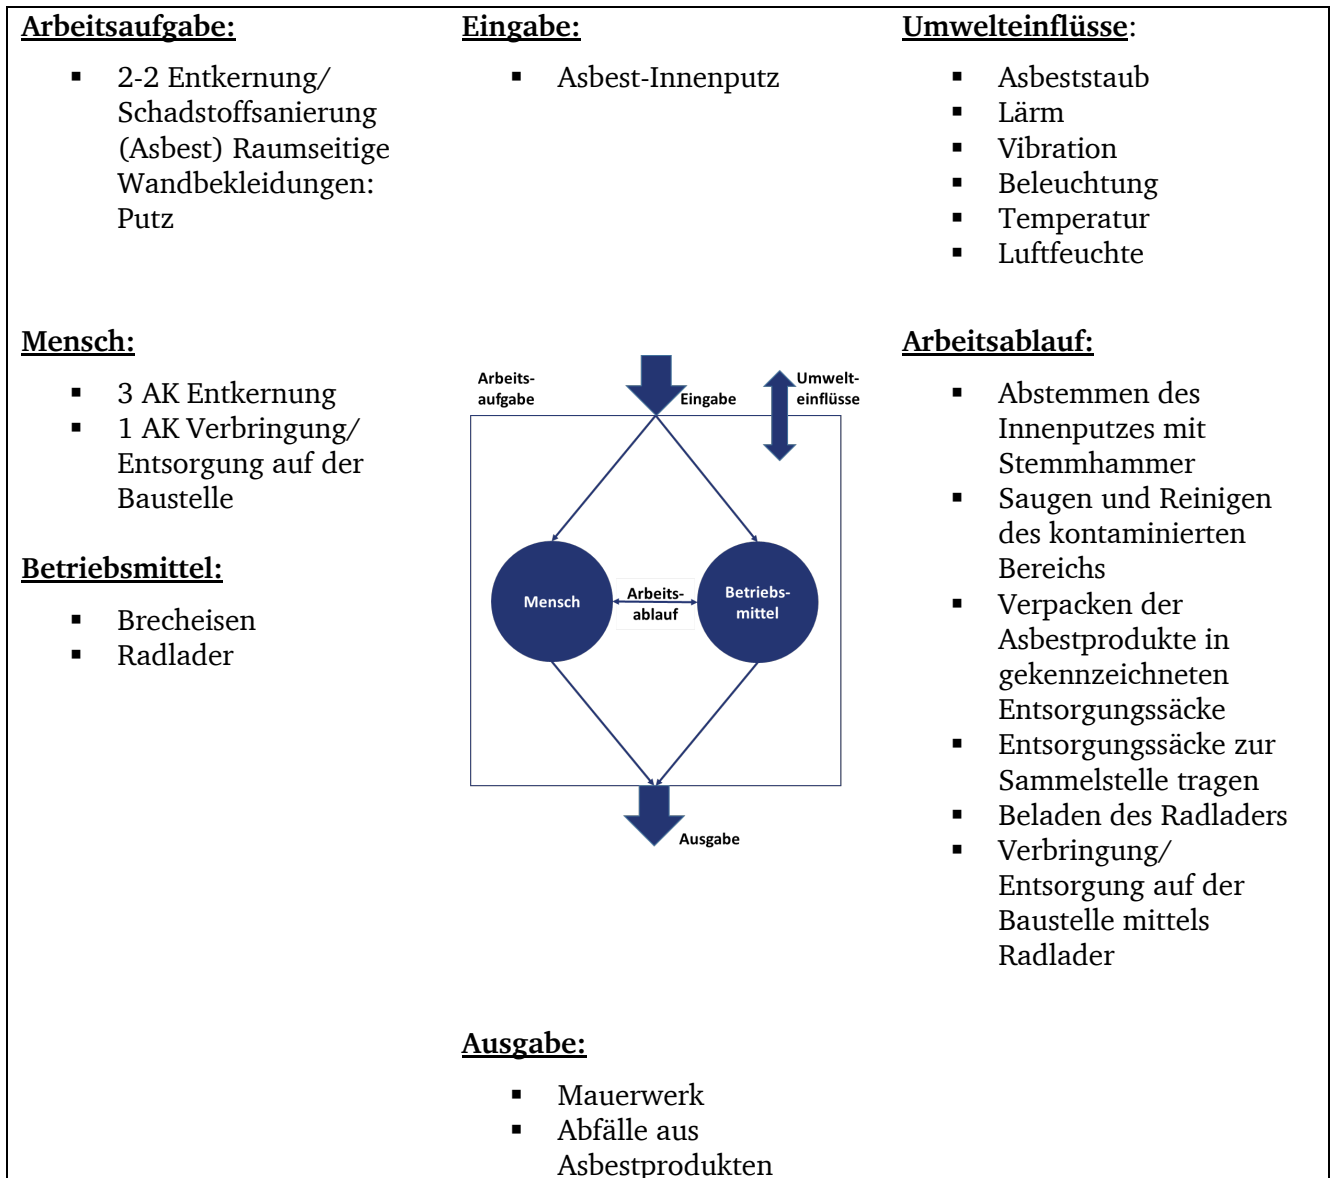 Arbeitsaufgabe:
▪ 2-2 Entkernung/
Schadstoffsanierung
(Asbest) Raumseitige
Wandbekleidungen:
Putz
Eingabe:
▪ Asbest-Innenputz
Umwelteinflüsse:
▪ Asbeststaub
▪ Lärm
▪ Vibration
▪ Beleuchtung
▪ Temperatur
▪ Luftfeuchte
Mensch:
▪ 3 AK Entkernung
▪ 1 AK Verbringung/
Entsorgung auf der
Baustelle
Betriebsmittel:
▪ Brecheisen
▪ Radlader
Arbeits-
aufgabe
Eingabe
Umwelt-
einflüsse
Mensch
Arbeits-
ablauf
Betriebs-
mittel
Ausgabe
Arbeitsablauf:
▪ Abstemmen des
Innenputzes mit
Stemmhammer
▪ Saugen und Reinigen
des kontaminierten
Bereichs
▪ Verpacken der
Asbestprodukte in
gekennzeichneten
Entsorgungssäcke
▪ Entsorgungssäcke zur
Sammelstelle tragen
▪ Beladen des Radladers
▪ Verbringung/
Entsorgung auf der
Baustelle mittels
Radlader
Ausgabe:
▪ Mauerwerk
▪ Abfälle aus
Asbestprodukten